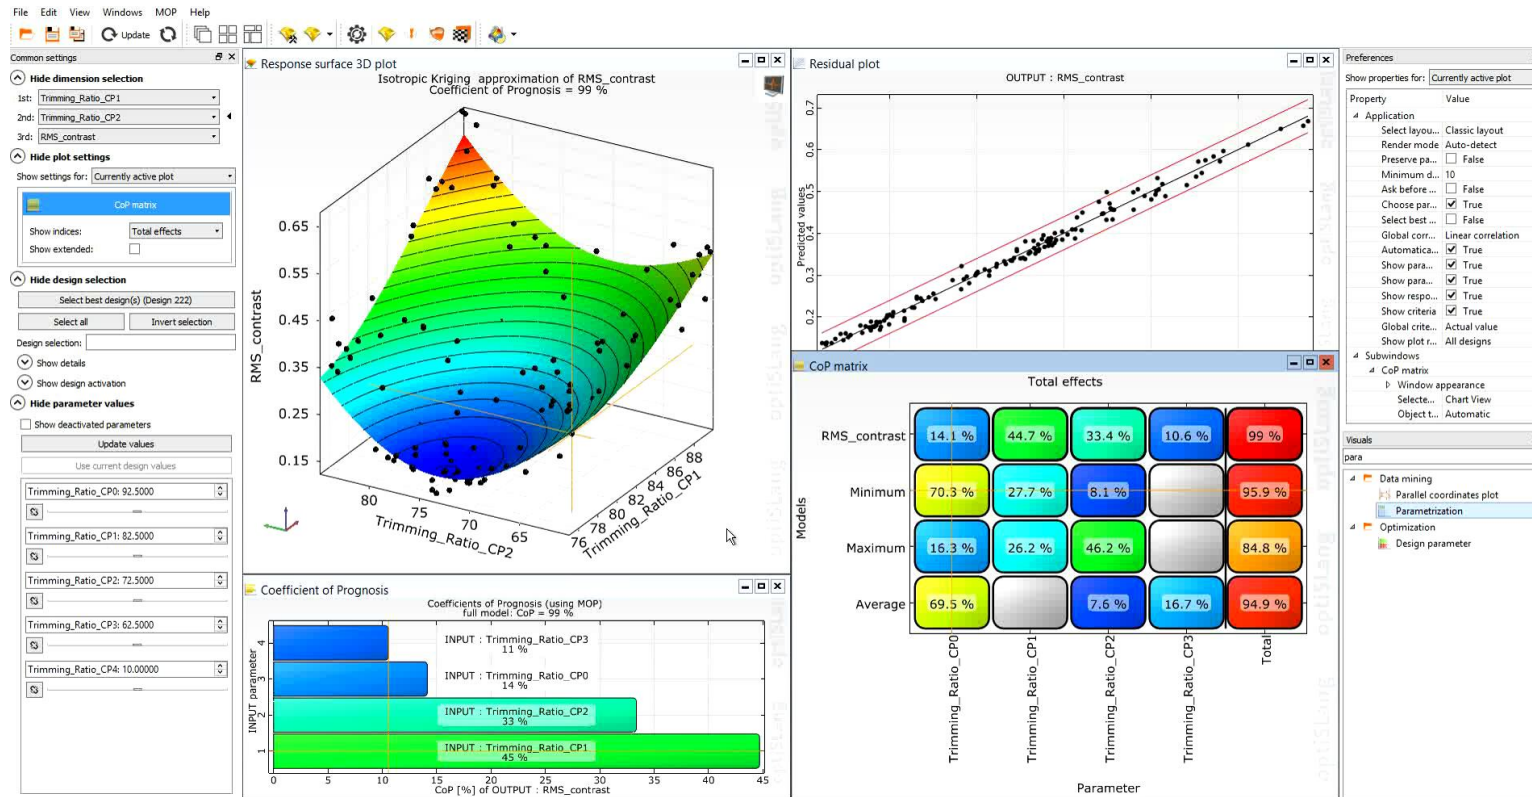 File Edit View Windows MOP Help
Update
Common settings
Hide dimension selection
1st: Trimming_Ratio_CP1
2nd: Trimming_Ratio_CP2
3rd: RMS_contrast
Hide plot settings
Show settings for: Currently active plot
CoP matrix
Show indices: Total effects
Show extended:
Hide design selection
Select best design(s) (Design 222)
Select all Invert selection
Design selection:
Show details
Show design activation
Hide parameter values
Show deactivated parameters
Update values
Use current design values
Trimming_Ratio_CP0: 92.5000
Trimming_Ratio_CP1: 82.5000
Trimming_Ratio_CP2: 72.5000
Trimming_Ratio_CP3: 62.5000
Trimming_Ratio_CP4: 10.00000
Response surface 3D plot
Isotropic Kriging approximation of RMS_contrast
Coefficient of Prognosis = 99 %
RMS_contrast
0.65
0.55
0.45
0.35
0.25
0.15
80 75 70 65
Trimming_Ratio_CP2
76 78 80 82 84 86 88
Trimming_Ratio_CP1
Coefficient of Prognosis
Coefficients of Prognosis (using MOP)
full model: CoP = 99 %
INPUT parameter
4
3
2
1
INPUT : Trimming_Ratio_CP3
11 %
INPUT : Trimming_Ratio_CP0
14 %
INPUT : Trimming_Ratio_CP2
33 %
INPUT : Trimming_Ratio_CP1
45 %
0 5 10 15 20 25 30 35 40 45
CoP [%] of OUTPUT : RMS_contrast
Residual plot
OUTPUT : RMS_contrast
Predicted values
0.7
0.6
0.5
0.4
0.3
0.2
CoP matrix
Total effects
Models
RMS_contrast 14.1 % 44.7 % 33.4 % 10.6 % 99 %
Minimum 70.3 % 27.7 % 8.1 % 95.9 %
Maximum 16.3 % 26.2 % 46.2 % 84.8 %
Average 69.5 % 7.6 % 16.7 % 94.9 %
Trimming_Ratio_CP0
Trimming_Ratio_CP1
Trimming_Ratio_CP2
Trimming_Ratio_CP3
Total
Parameter
optiSLang
Preferences
Show properties for: Currently active plot
Property Value
Application
Select layou... Classic layout
Render mode Auto-detect
Preserve pa... False
Minimum d... 10
Ask before ... False
Choose par... True
Select best ... False
Global corr... Linear correlation
Automatica... True
Show para... True
Show para... True
Show respo... True
Show criteria True
Global crite... Actual value
Show plot r... All designs
Subwindows
CoP matrix
Window appearance
Selecte... Chart View
Object t... Automatic
Visuals
para
Data mining
Parallel coordinates plot
Parametrization
Optimization
Design parameter